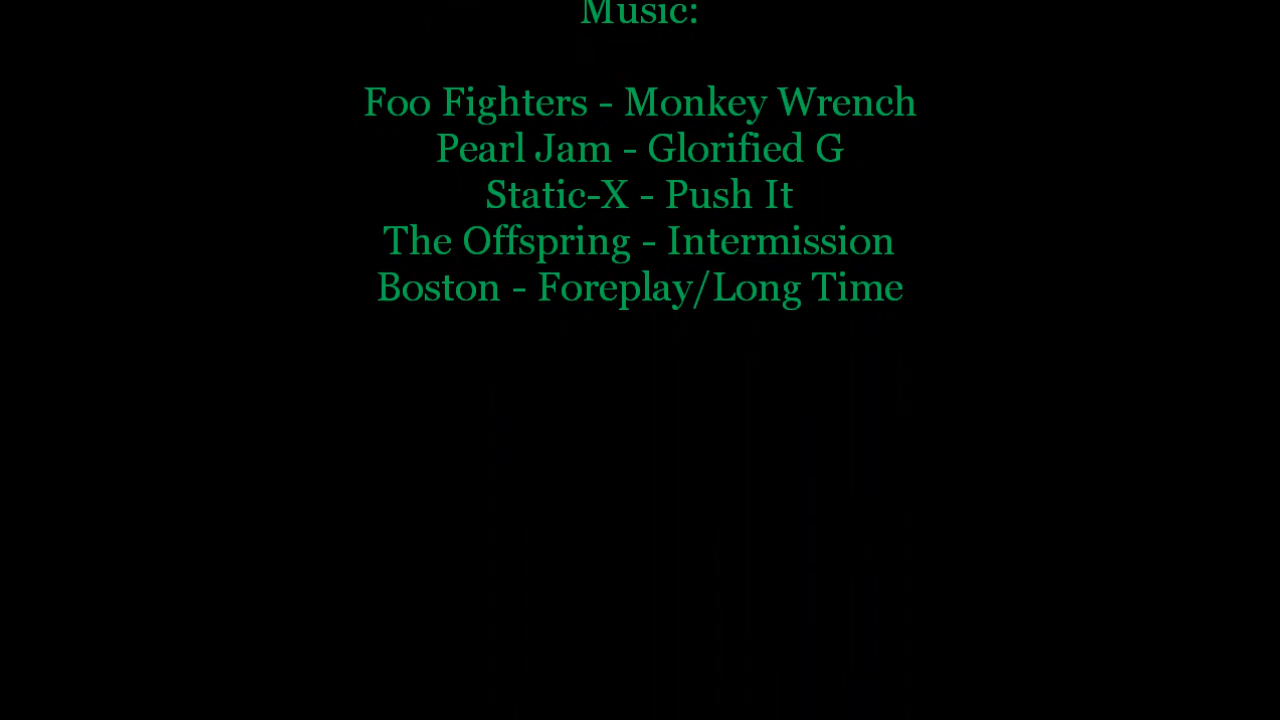 Music:
Foo Fighters - Monkey Wrench
Pearl Jam - Glorified G
Static-X - Push It
The Offspring - Intermission
Boston - Foreplay/Long Time